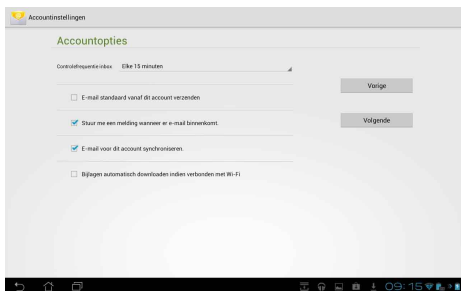 Accountinstellingen
Accountopties
Controlefrequentie inbox Elke 15 minuten
Vorige
E-mail standaard vanaf dit account verzenden
Stuur me een melding wanneer er e-mail binnenkomt.
Volgende
E-mail voor dit account synchroniseren.
Bijlagen automatisch downloaden indien verbonden met Wi-Fi
09:15